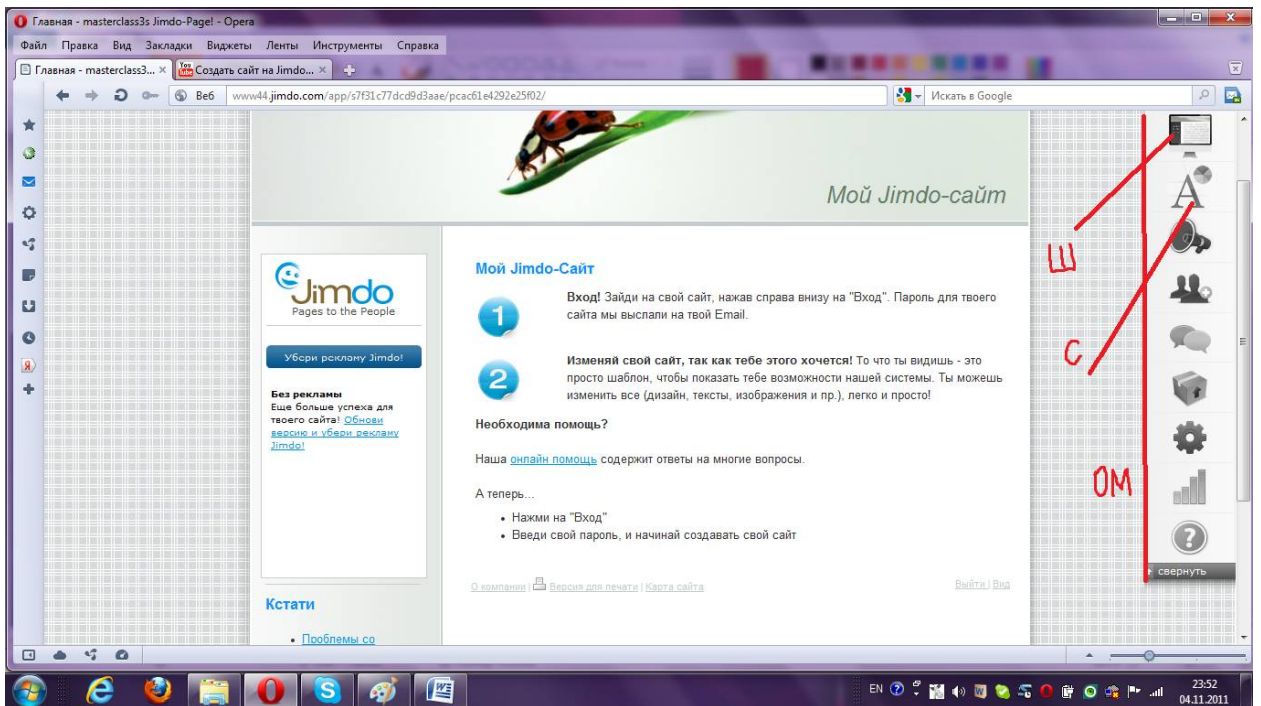 Главная - masterclass3s Jimdo-Page! - Opera
Файл Правка Вид Закладки Виджеты Ленты Инструменты Справка
Главная - masterclass3... × You Tube Создать сайт на Jimdo... ×
Веб www44.jimdo.com/app/s7f31c77dcd9d3aae/pcac61e4292e25f02/ Искать в Google
Мой Jimdo-сайт
Jimdo
Pages to the People
Убери рекламу Jimdo!
Без рекламы
Еще больше успеха для
твоего сайта! Обнови
версию и убери рекламу
Jimdo!
Кстати
• Проблемы со
Мой Jimdo-Сайт
1
Вход! Зайди на свой сайт, нажав справа внизу на "Вход". Пароль для твоего
сайта мы выслали на твой Email.
2
Изменяй свой сайт, так как тебе этого хочется! То что ты видишь - это
просто шаблон, чтобы показать тебе возможности нашей системы. Ты можешь
изменить все (дизайн, тексты, изображения и пр.), легко и просто!
Необходима помощь?
Наша онлайн помощь содержит ответы на многие вопросы.
А теперь...
• Нажми на "Вход"
• Введи свой пароль, и начинай создавать свой сайт
О компании | Версия для печати | Карта сайта
Выйти | Вид
Ш
С
ОМ
A
свернуть
EN
23:52
04.11.2011